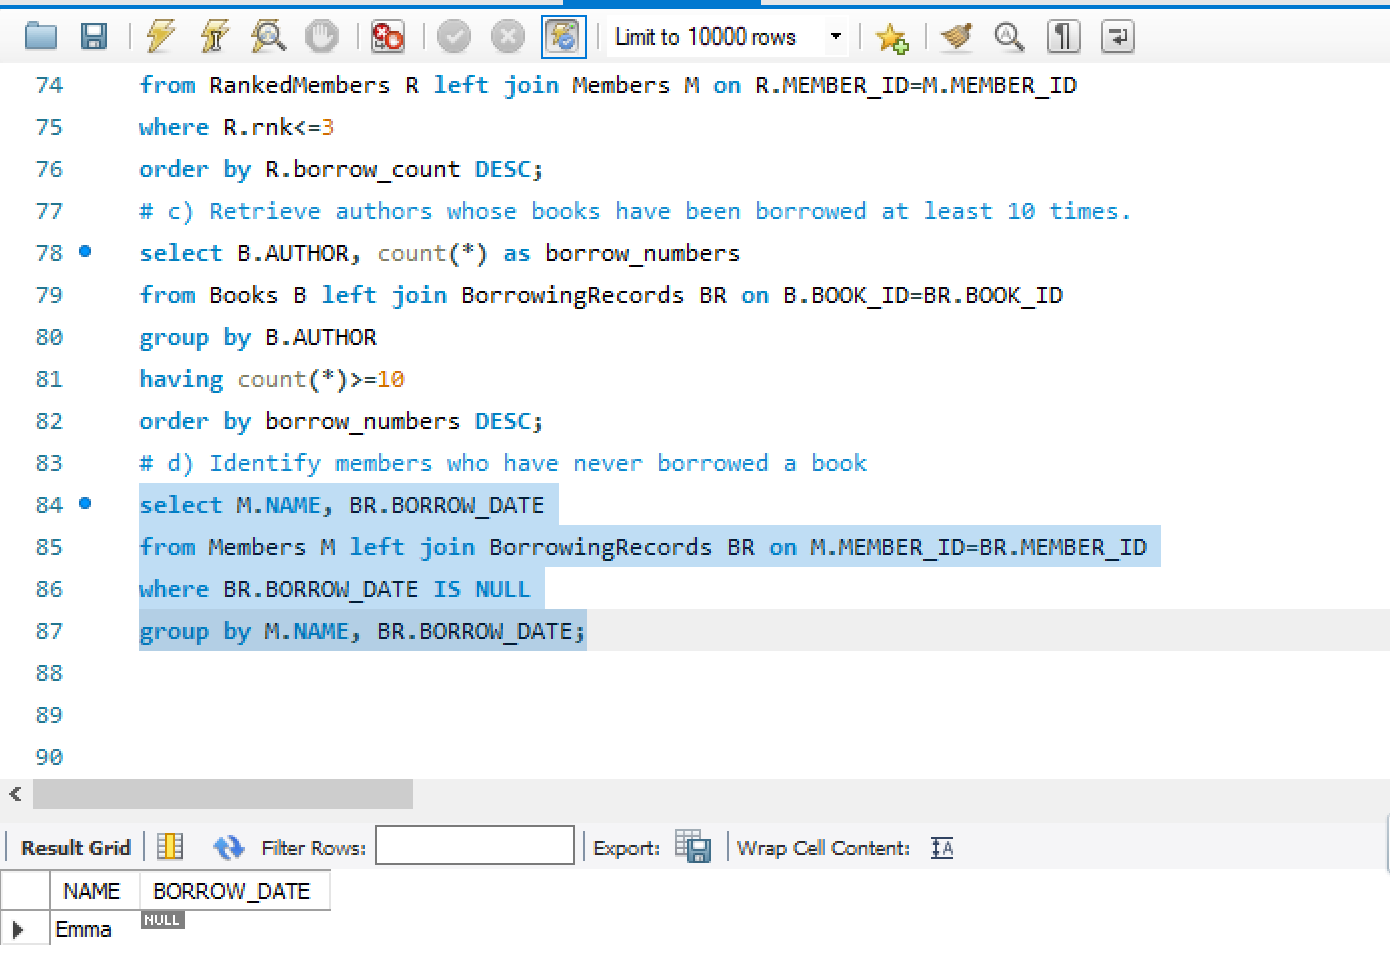 Limit to 10000 rows
74 from RankedMembers R left join Members M on R.MEMBER_ID=M.MEMBER_ID
75 where R.rnk<=3
76 order by R.borrow_count DESC;
77 # c) Retrieve authors whose books have been borrowed at least 10 times.
78 select B.AUTHOR, count(*) as borrow_numbers
79 from Books B left join BorrowingRecords BR on B.BOOK_ID=BR.BOOK_ID
80 group by B.AUTHOR
81 having count(*)>=10
82 order by borrow_numbers DESC;
83 # d) Identify members who have never borrowed a book
84 select M.NAME, BR.BORROW_DATE
85 from Members M left join BorrowingRecords BR on M.MEMBER_ID=BR.MEMBER_ID
86 where BR.BORROW_DATE IS NULL
87 group by M.NAME, BR.BORROW_DATE;
88
89
90
Result Grid Filter Rows: Export: Wrap Cell Content: IA
NAME BORROW_DATE
Emma NULL